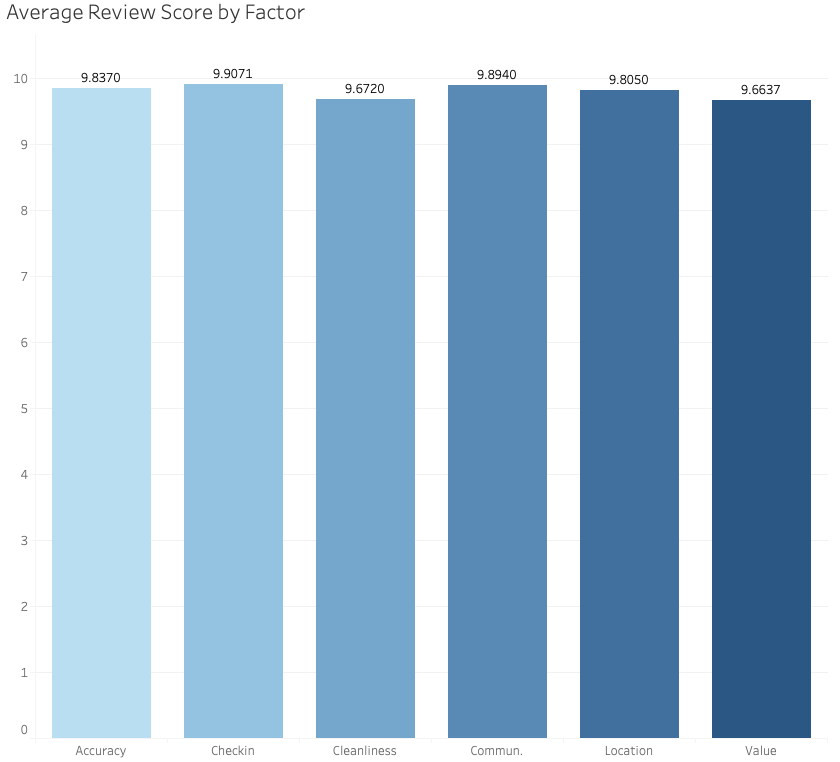 Average Review Score by Factor
10
9
8
7
6
5
4
3
2
1
0
9.8370
9.9071
9.6720
9.8940
9.8050
9.6637
Accuracy
Checkin
Cleanliness
Commun.
Location
Value